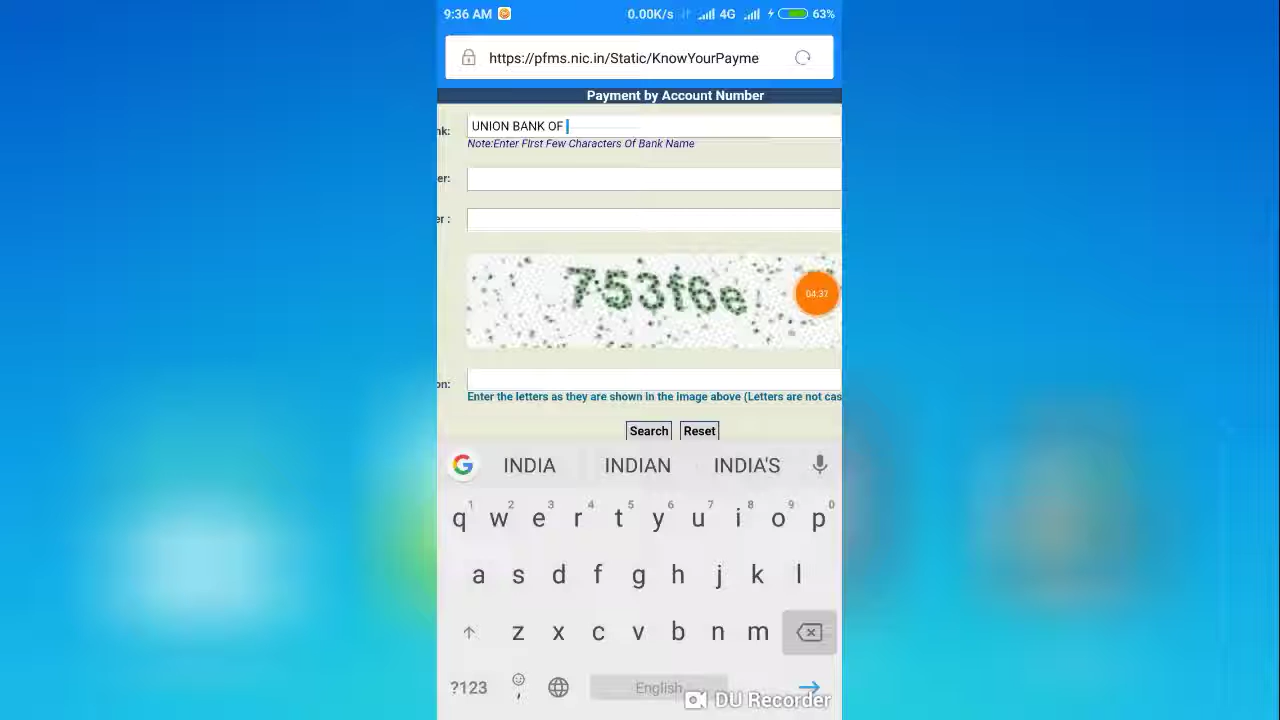 9:36 AM 0.00K/s 4G 63%
https://pfms.nic.in/Static/KnowYourPayme
Payment by Account Number
nk: UNION BANK OF
Note:Enter First Few Characters Of Bank Name
er:
er :
753f6e
04:37
on:
Enter the letters as they are shown in the image above (Letters are not cas
Search Reset
INDIA INDIAN INDIA'S
1 2 3 4 5 6 7 8 9 0
q w e r t y u i o p
a s d f g h j k l
z x c v b n m
?123 , English
DU Recorder